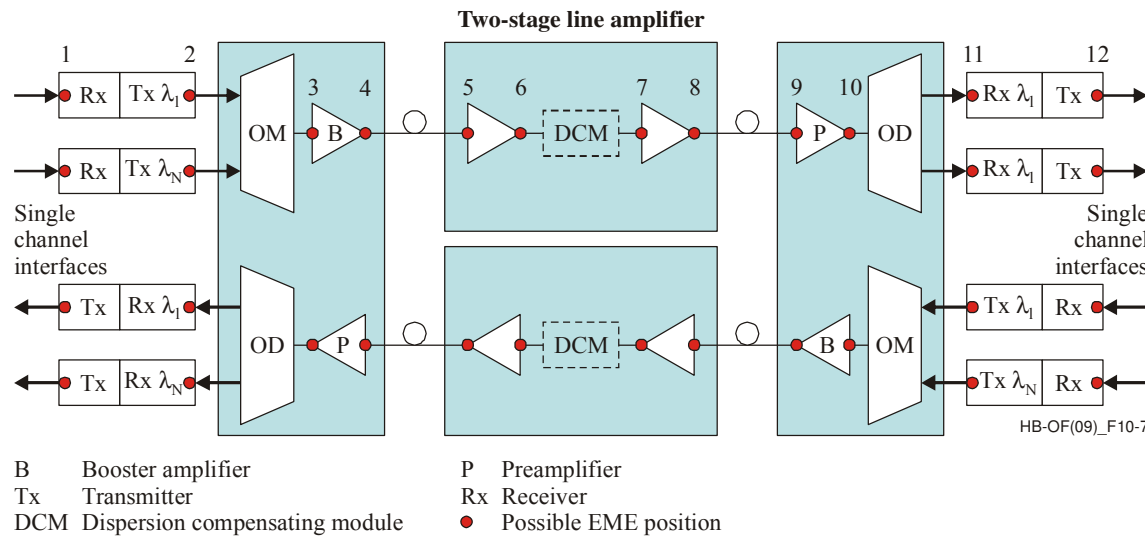 Two-stage line amplifier
1 2 3 4 5 6 7 8 9 10 11 12
Rx Tx λ1 OM B DCM P OD Rx λ1 Tx
Rx Tx λN Rx λ1 Tx
Single
channel
interfaces
Single
channel
interfaces
Tx Rx λ1 OD P DCM B OM Tx λ1 Rx
Tx Rx λN Tx λN Rx
HB-OF(09)_F10-7
B Booster amplifier P Preamplifier
Tx Transmitter Rx Receiver
DCM Dispersion compensating module Possible EME position